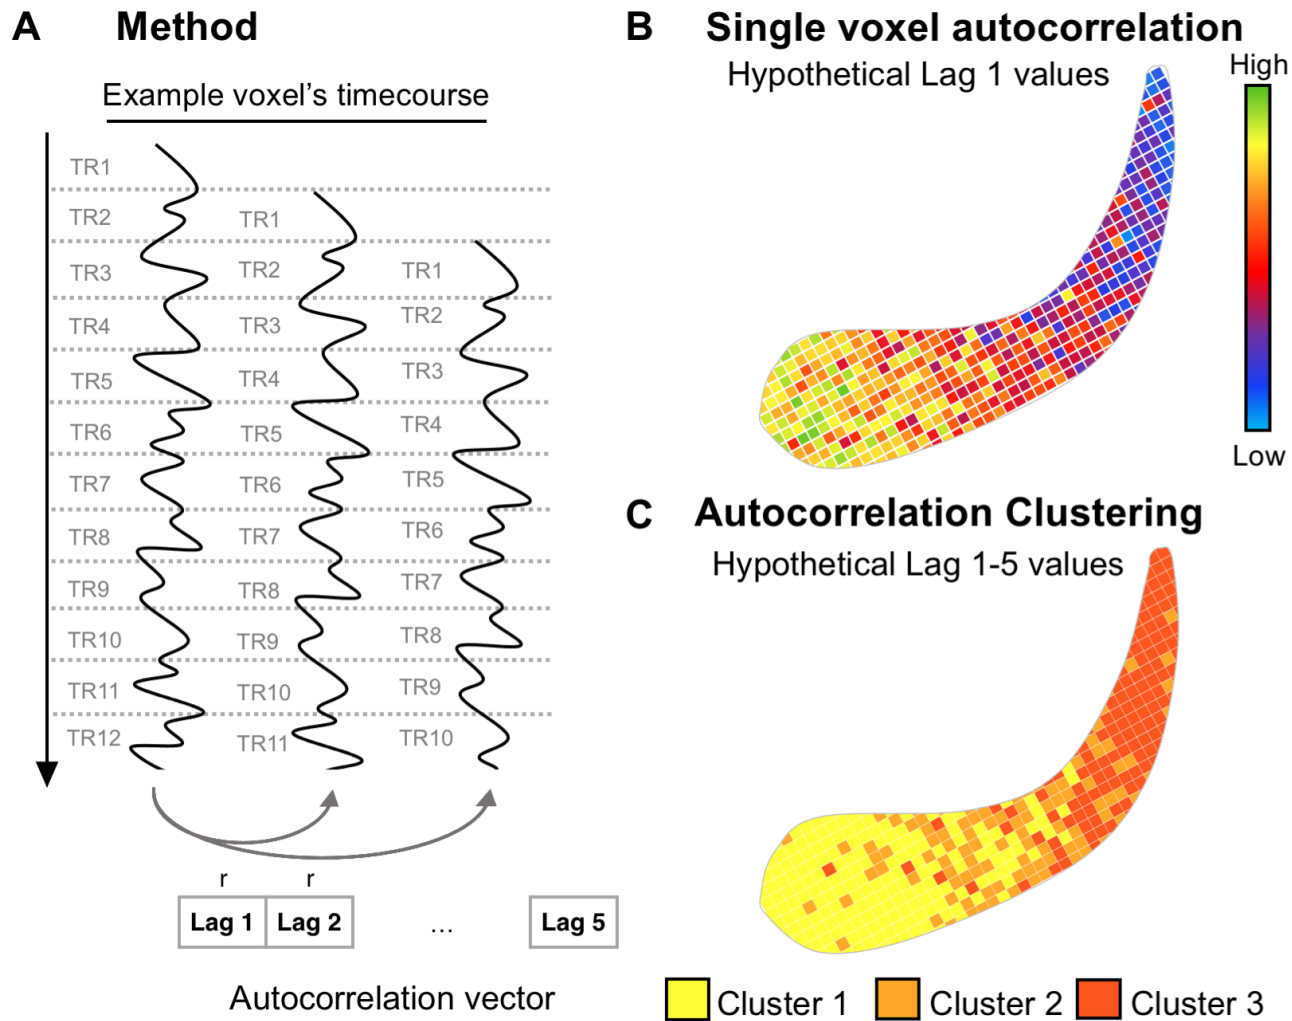 A Method
Example voxel's timecourse
TR1
TR2
TR3
TR4
TR5
TR6
TR7
TR8
TR9
TR10
TR11
TR12
TR1
TR2
TR3
TR4
TR5
TR6
TR7
TR8
TR9
TR10
TR11
TR1
TR2
TR3
TR4
TR5
TR6
TR7
TR8
TR9
TR10
r r
Lag 1 Lag 2 ... Lag 5
Autocorrelation vector
B Single voxel autocorrelation
Hypothetical Lag 1 values
High
Low
C Autocorrelation Clustering
Hypothetical Lag 1-5 values
Cluster 1 Cluster 2 Cluster 3